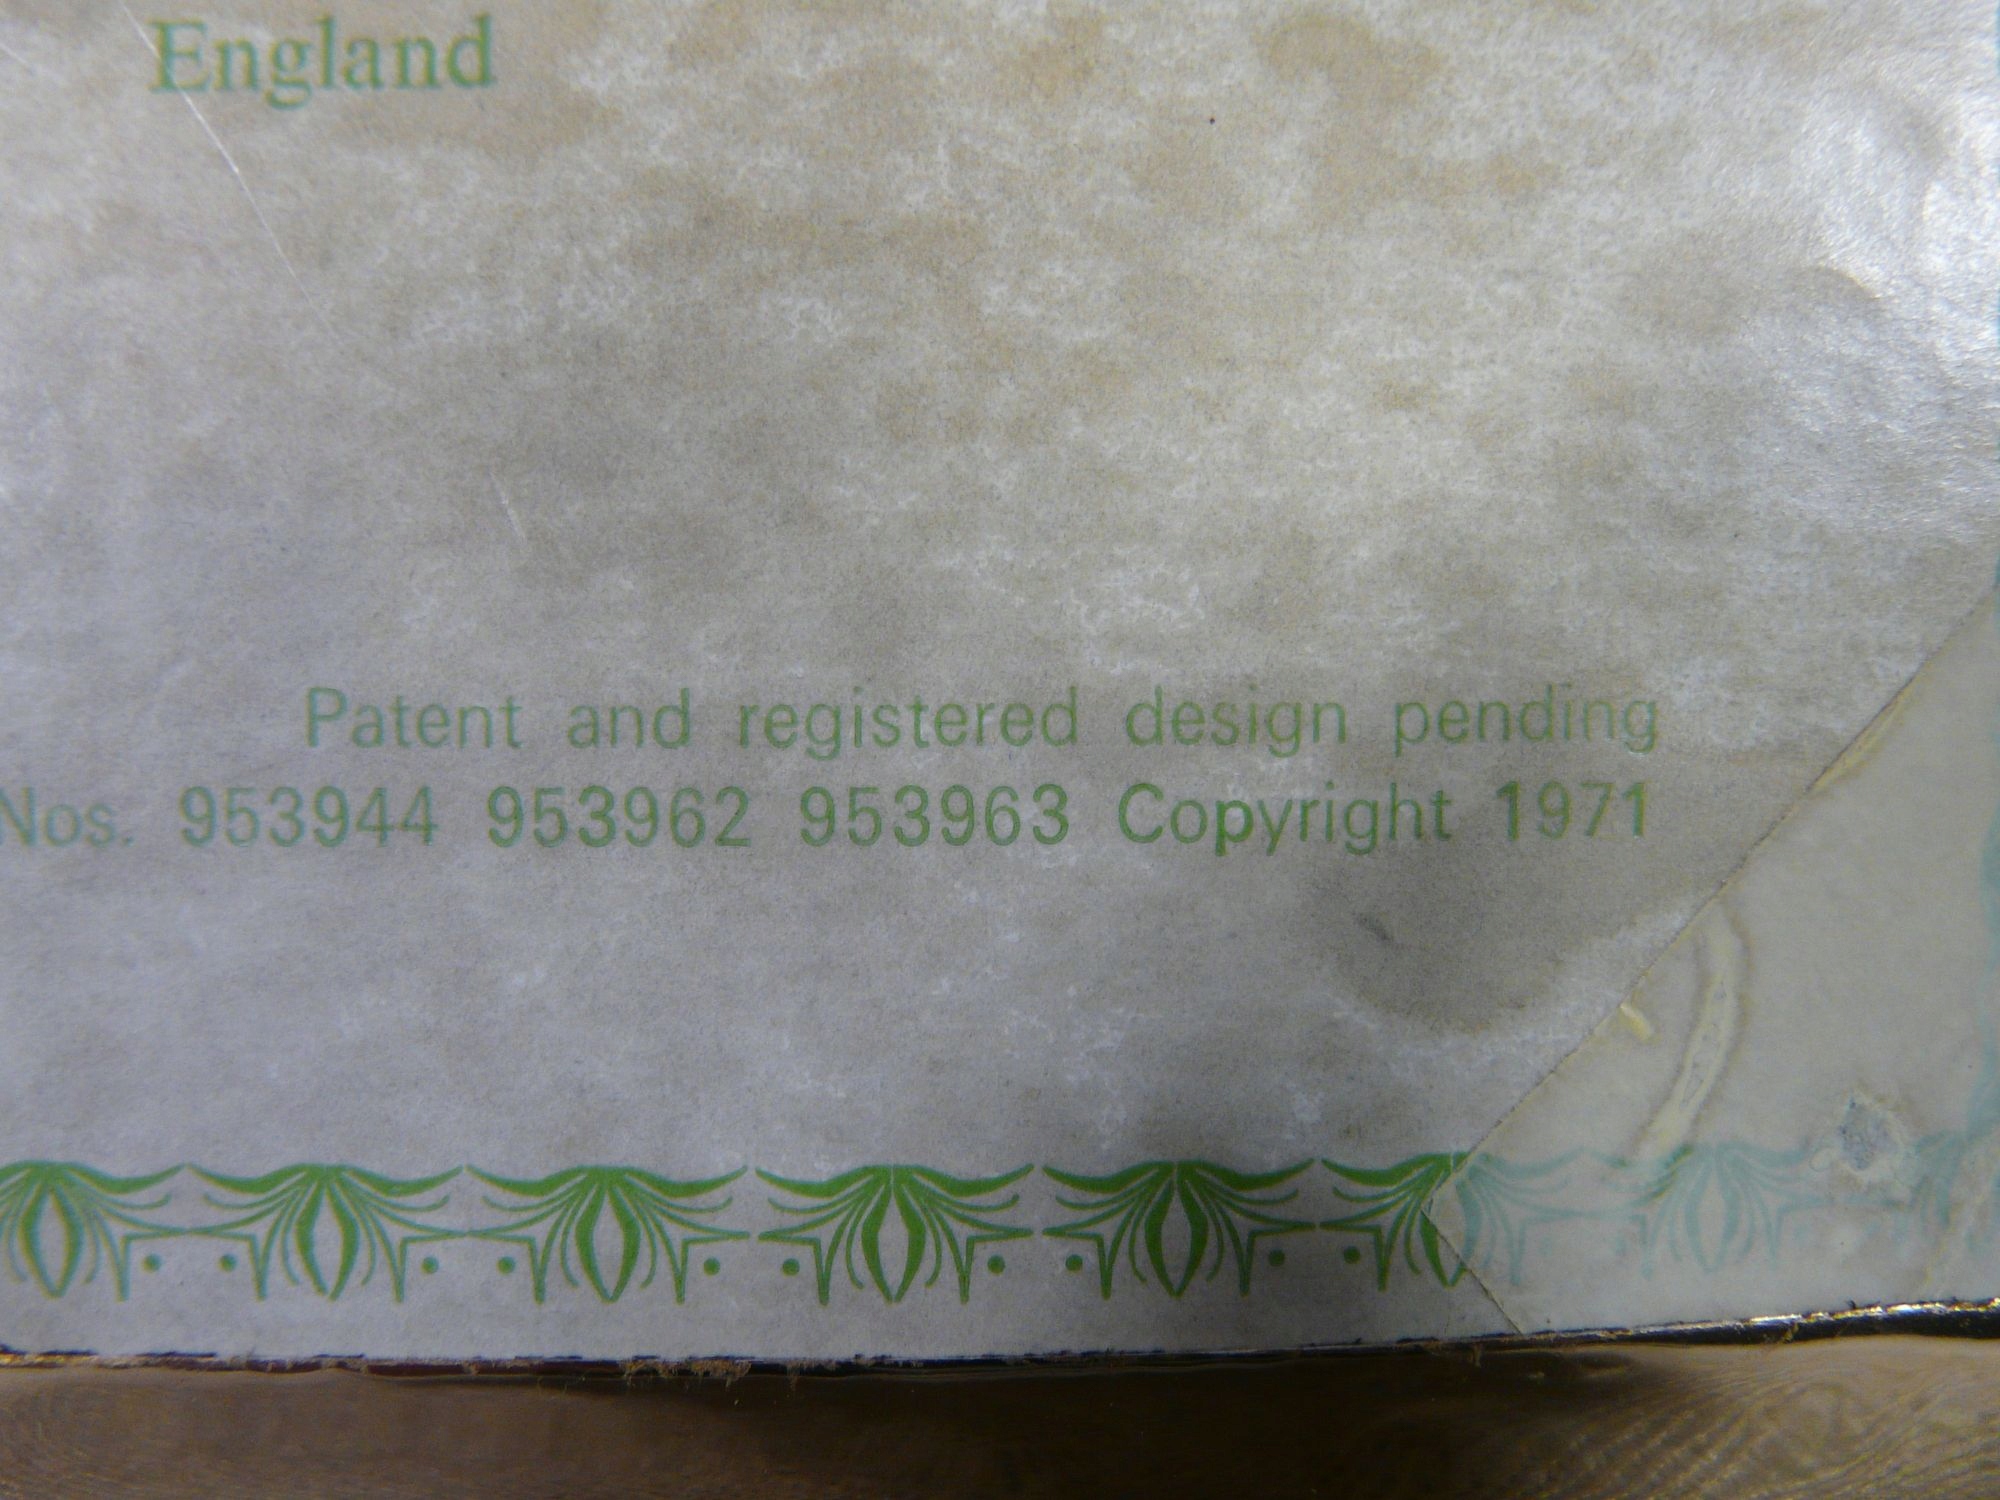 England
Patent and registered design pending
Nos. 953944 953962 953963 Copyright 1971